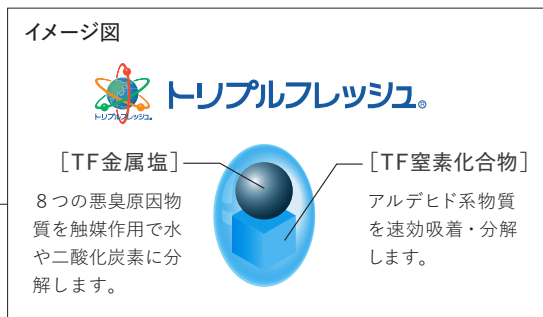 イメージ図
トリプルフレッシュ®
トリプルフレッシュ®
[TF金属塩]
8つの悪臭原因物
質を触媒作用で水
や二酸化炭素に分
解します。
[TF窒素化合物]
アルデヒド系物質
を速効吸着・分解
します。